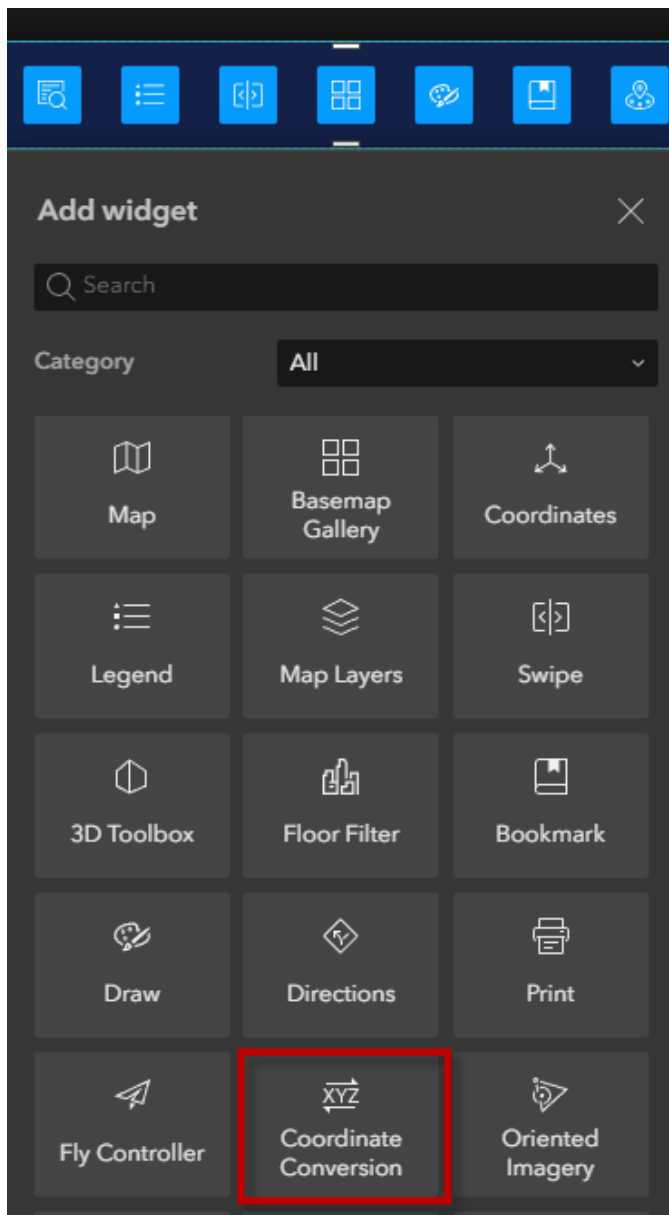 Add widget
Search
Category
All
Map
Basemap
Gallery
Coordinates
Legend
Map Layers
Swipe
3D Toolbox
Floor Filter
Bookmark
Draw
Directions
Print
Fly Controller
XYZ
Coordinate
Conversion
Oriented
Imagery